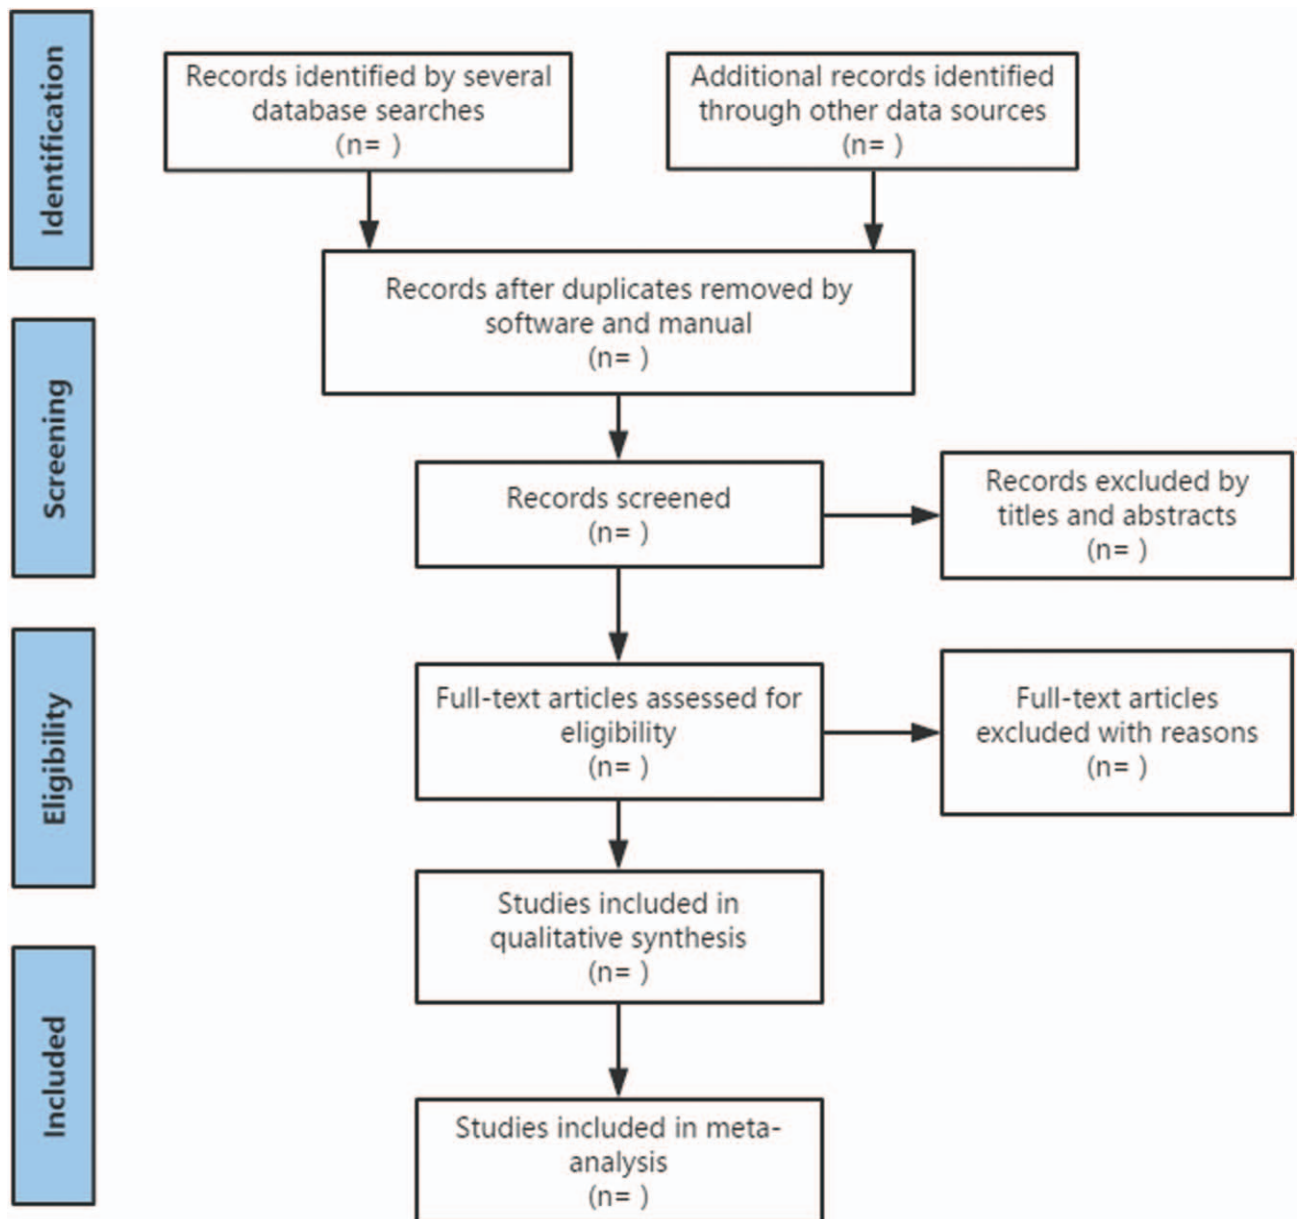 Identification
Records identified by several
database searches
(n= )
Additional records identified
through other data sources
(n= )
Records after duplicates removed by
software and manual
(n= )
Screening
Records screened
(n= )
Records excluded by
titles and abstracts
(n= )
Eligibility
Full-text articles assessed for
eligibility
(n= )
Full-text articles
excluded with reasons
(n= )
Studies included in
qualitative synthesis
(n= )
Included
Studies included in meta-
analysis
(n= )